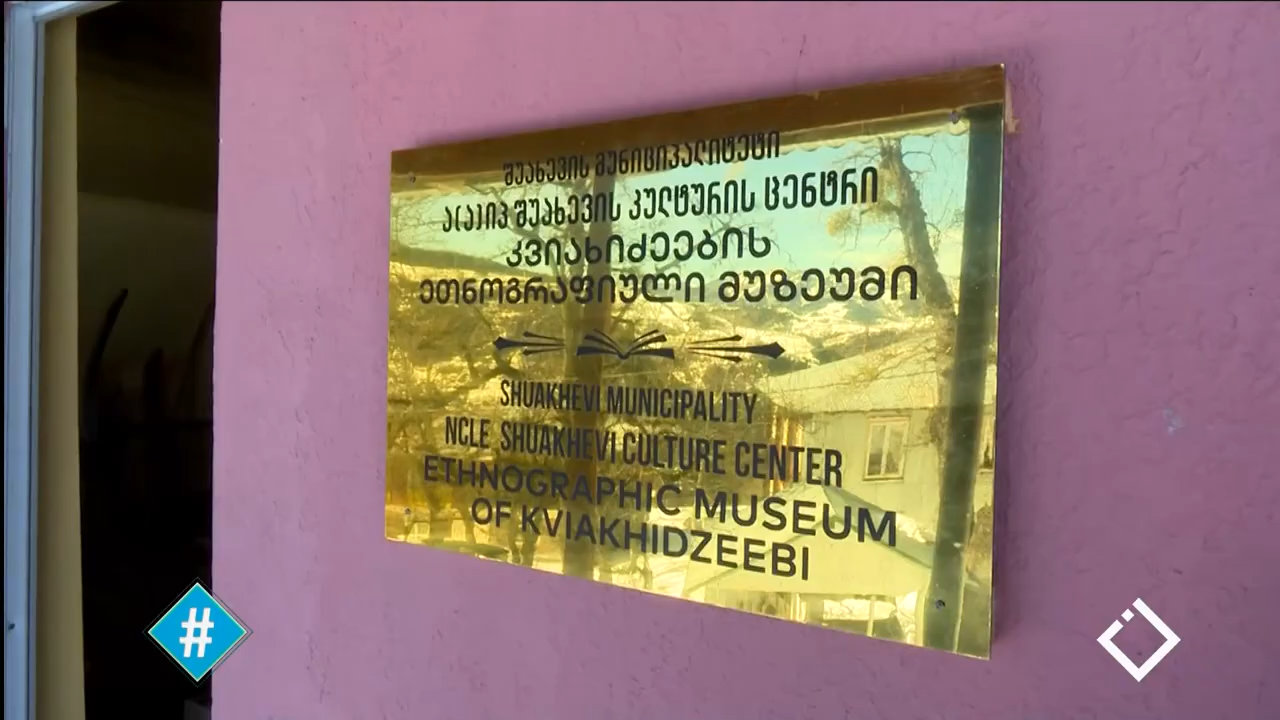 შუახევის მუნიციპალიტეტი
ა(ა)იპ შუახევის კულტურის ცენტრი
კვიახიძეების
ეთნოგრაფიული მუზეუმი
SHUAKHEVI MUNICIPALITY
NCLE SHUAKHEVI CULTURE CENTER
ETHNOGRAPHIC MUSEUM
OF KVIAKHIDZEEBI
#